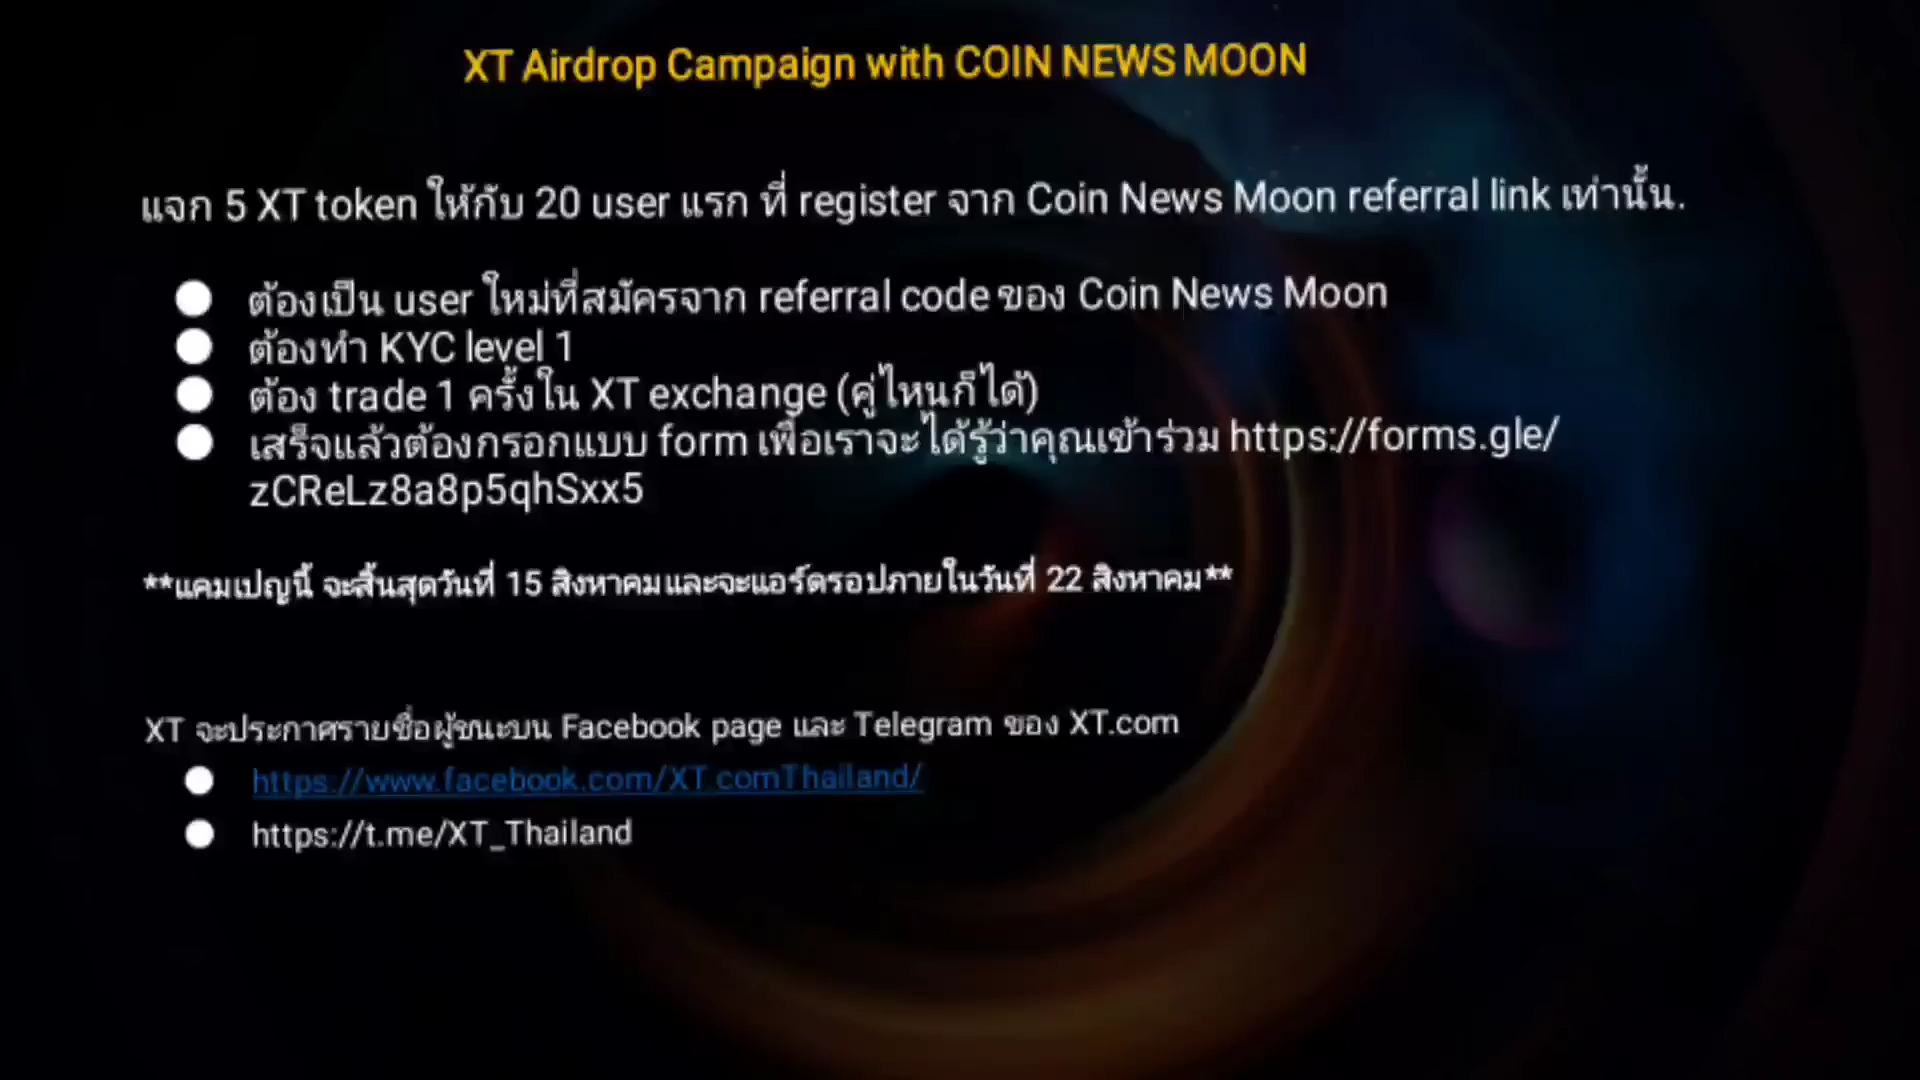 XT Airdrop Campaign with COIN NEWS MOON
แจก 5 XT token ให้กับ 20 user แรก ที่ register จาก Coin News Moon referral link เท่านั้น.
ต้องเป็น user ใหม่ที่สมัครจาก referral code ของ Coin News Moon
ต้องทำ KYC level 1
ต้อง trade 1 ครั้งใน XT exchange (คู่ไหนก็ได้)
เสร็จแล้วต้องกรอกแบบ form เพื่อเราจะได้รู้ว่าคุณเข้าร่วม https://forms.gle/
zCReLz8a8p5qhSxx5
**แคมเปญนี้ จะสิ้นสุดวันที่ 15 สิงหาคมและจะแอร์ดรอปภายในวันที่ 22 สิงหาคม**
XT จะประกาศรายชื่อผู้ชนะบน Facebook page และ Telegram ของ XT.com
https://www.facebook.com/XT.comThailand/
https://t.me/XT_Thailand